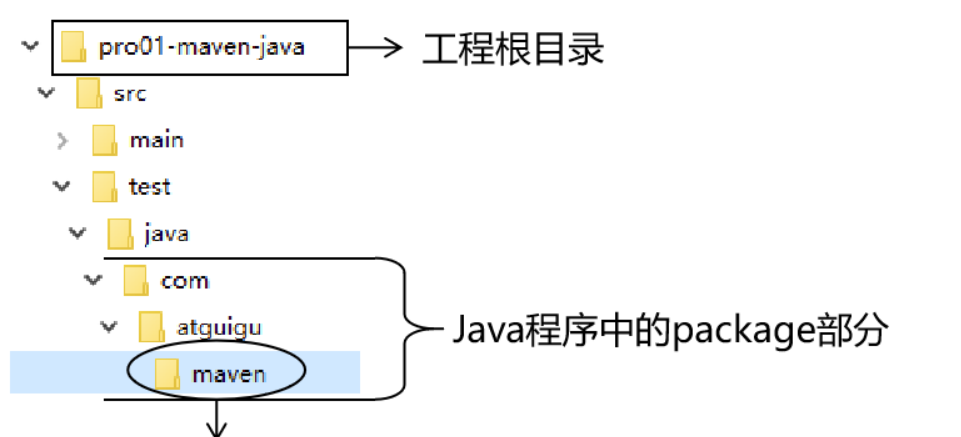 pro01-maven-java 工程根目录
src
main
test
java
com
atguigu
Java程序中的package部分
maven